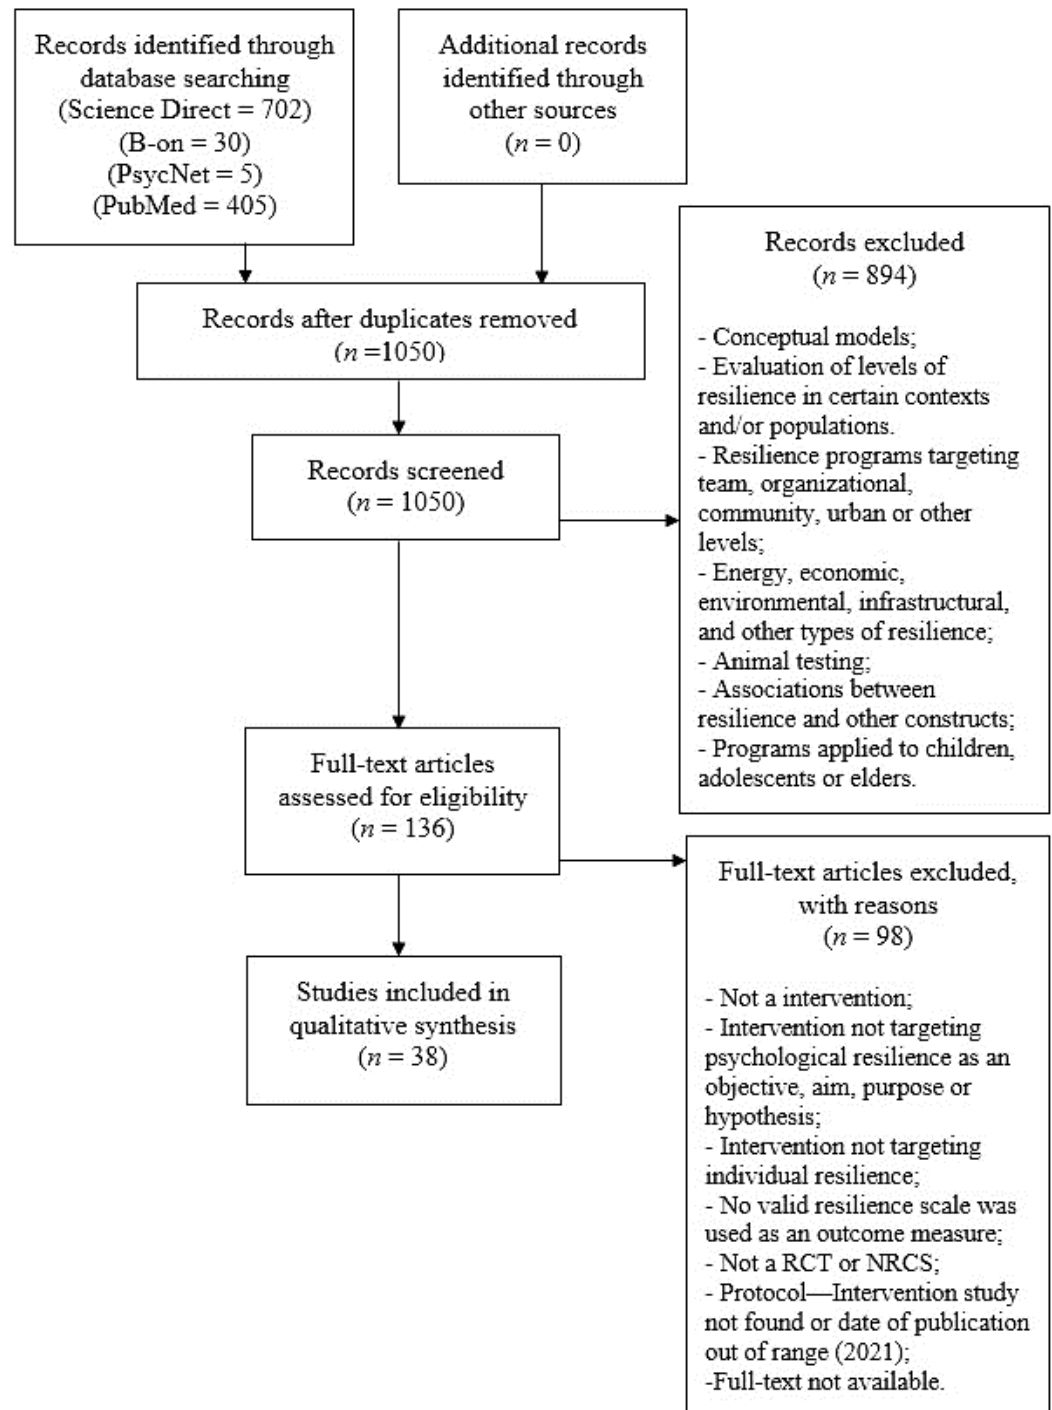 Records identified through
database searching
(Science Direct = 702)
(B-on = 30)
(PsycNet = 5)
(PubMed = 405)
Additional records
identified through
other sources
(n = 0)
Records after duplicates removed
(n =1050)
Records screened
(n = 1050)
Records excluded
(n = 894)
- Conceptual models;
- Evaluation of levels of
resilience in certain contexts
and/or populations.
- Resilience programs targeting
team, organizational,
community, urban or other
levels;
- Energy, economic,
environmental, infrastructural,
and other types of resilience;
- Animal testing;
- Associations between
resilience and other constructs;
- Programs applied to children,
adolescents or elders.
Full-text articles
assessed for eligibility
(n = 136)
Full-text articles excluded,
with reasons
(n = 98)
- Not a intervention;
- Intervention not targeting
psychological resilience as an
objective, aim, purpose or
hypothesis;
- Intervention not targeting
individual resilience;
- No valid resilience scale was
used as an outcome measure;
- Not a RCT or NRCS;
- Protocol—Intervention study
not found or date of publication
out of range (2021);
-Full-text not available.
Studies included in
qualitative synthesis
(n = 38)